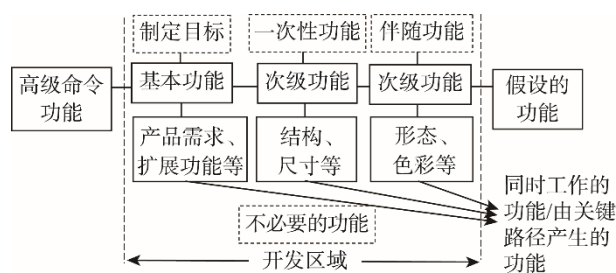 制定目标
一次性功能
伴随功能
高级命令
功能
基本功能
次级功能
次级功能
假设的
功能
产品需求、
扩展功能等
结构、
尺寸等
形态、
色彩等
同时工作的
功能/由关键
路径产生的
功能
不必要的功能
开发区域